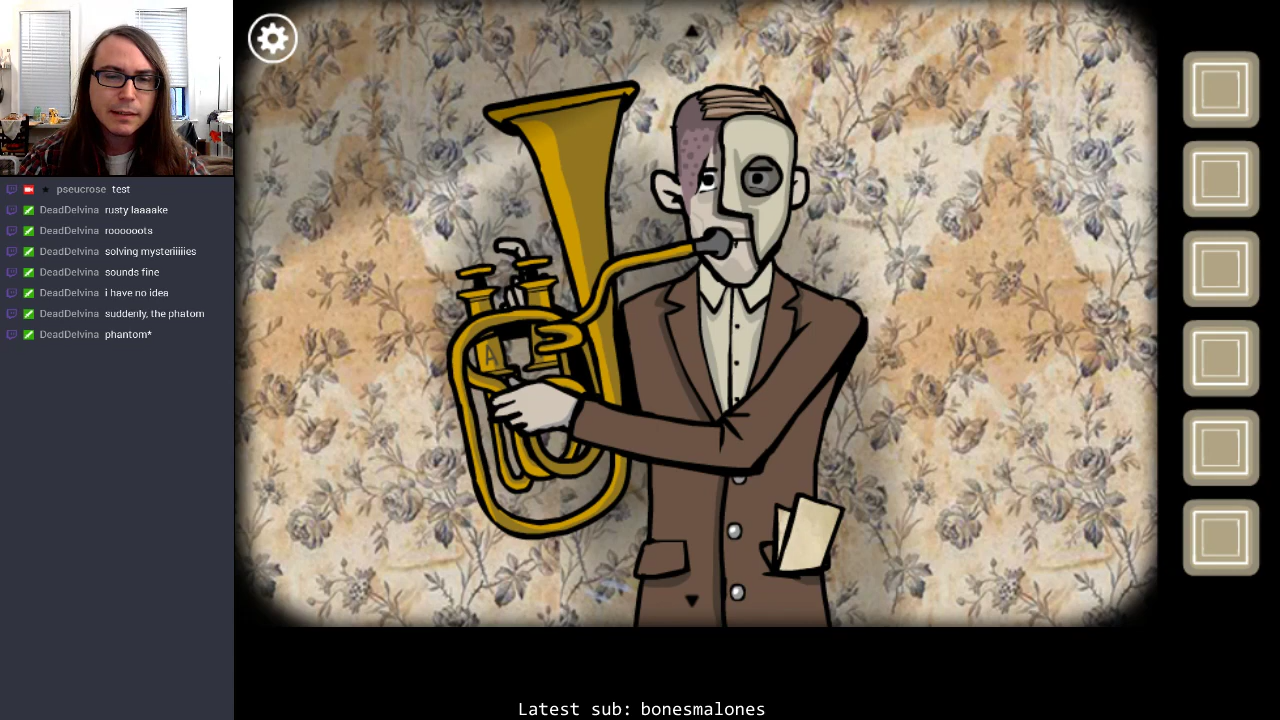 pseucrose test
DeadDelvina rusty laaaake
DeadDelvina roooooots
DeadDelvina solving mysteriiiiies
DeadDelvina sounds fine
DeadDelvina i have no idea
DeadDelvina suddenly, the phatom
DeadDelvina phantom*
A
Latest sub: bonesmalones